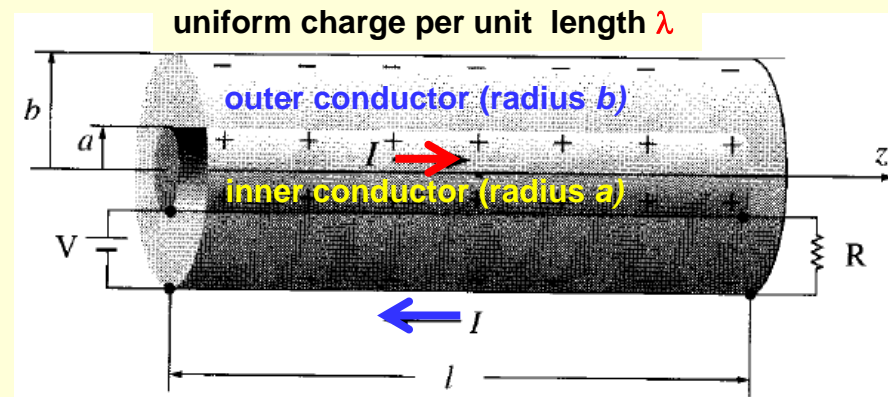 uniform charge per unit length λ
outer conductor (radius b)
b
a
I
z
inner conductor (radius a)
V
R
I
l